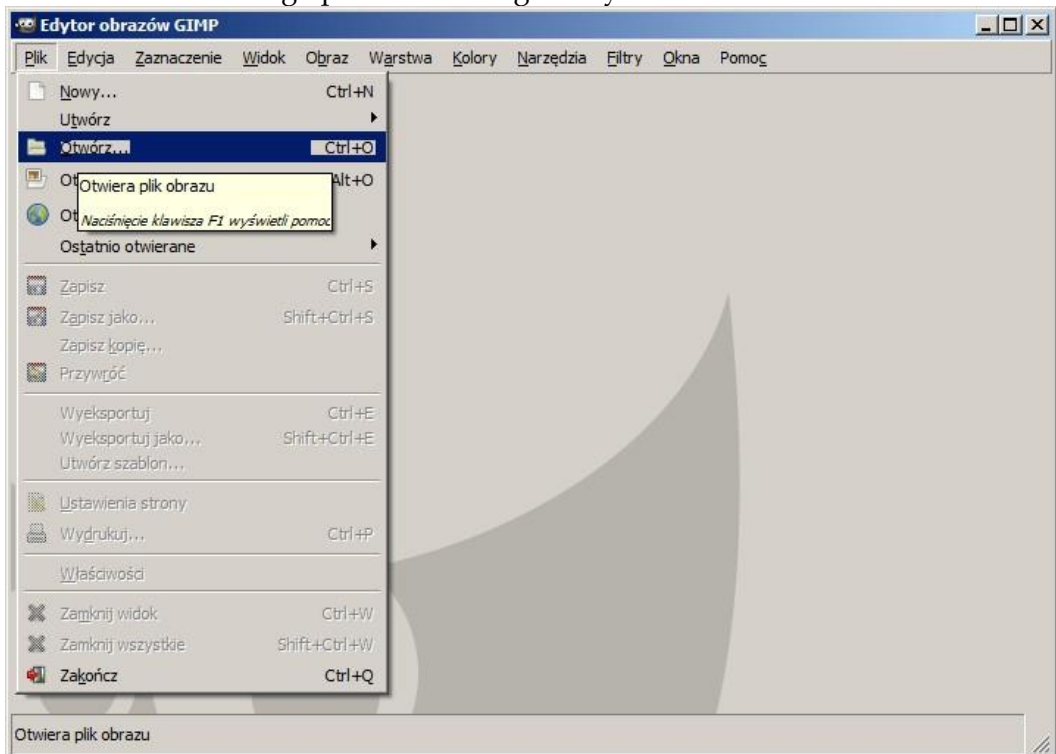 Edytor obrazów GIMP
Plik Edycja Zaznaczenie Widok Obraz Warstwa Kolory Narzędzia Filtry Okna Pomoc
Nowy... Ctrl+N
Utwórz
Otwórz... Ctrl+O
Ot Alt+O
Otwiera plik obrazu
Ot
Naciśnięcie klawisza F1 wyświetli pomoc
Ostatnio otwierane
Zapisz Ctrl+S
Zapisz jako... Shift+Ctrl+S
Zapisz kopię...
Przywróć
Wyeksportuj Ctrl+E
Wyeksportuj jako... Shift+Ctrl+E
Utwórz szablon...
Ustawienia strony
Wydrukuj... Ctrl+P
Właściwości
Zamknij widok Ctrl+W
Zamknij wszystkie Shift+Ctrl+W
Zakończ Ctrl+Q
Otwiera plik obrazu